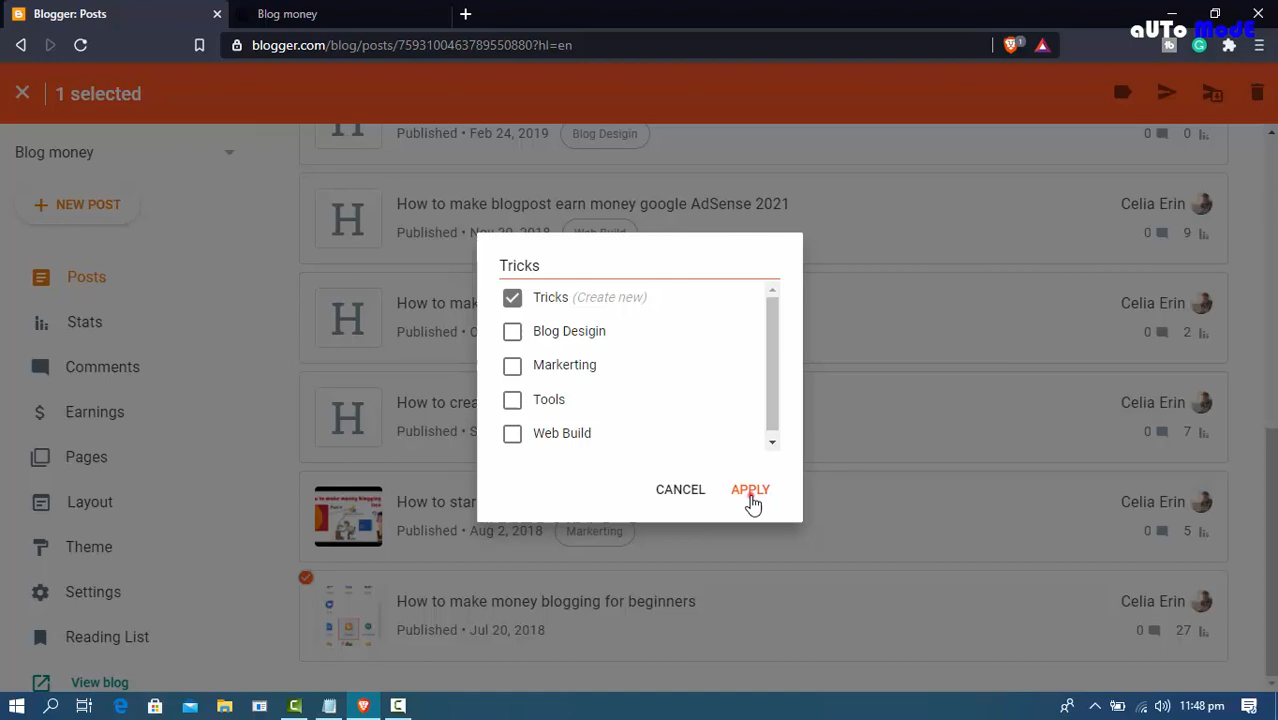 Blogger: Posts
Blog money
aUTo ModE
blogger.com/blog/posts/7593100463789550880?hl=en
1
1 selected
Blog money
NEW POST
Posts
Stats
Comments
Earnings
Pages
Layout
Theme
Settings
Reading List
View blog
Published • Feb 24, 2019
Blog Desigin
0
0
H
How to make blogpost earn money google AdSense 2021
Celia Erin
0
9
H
How to mak
Celia Erin
0
2
H
How to crea
Celia Erin
0
7
How to star
Published • Aug 2, 2018
Markerting
Celia Erin
0
5
How to make money blogging for beginners
Published • Jul 20, 2018
Celia Erin
0
27
Tricks
Tricks (Create new)
Blog Desigin
Markerting
Tools
Web Build
CANCEL
APPLY
11:48 pm